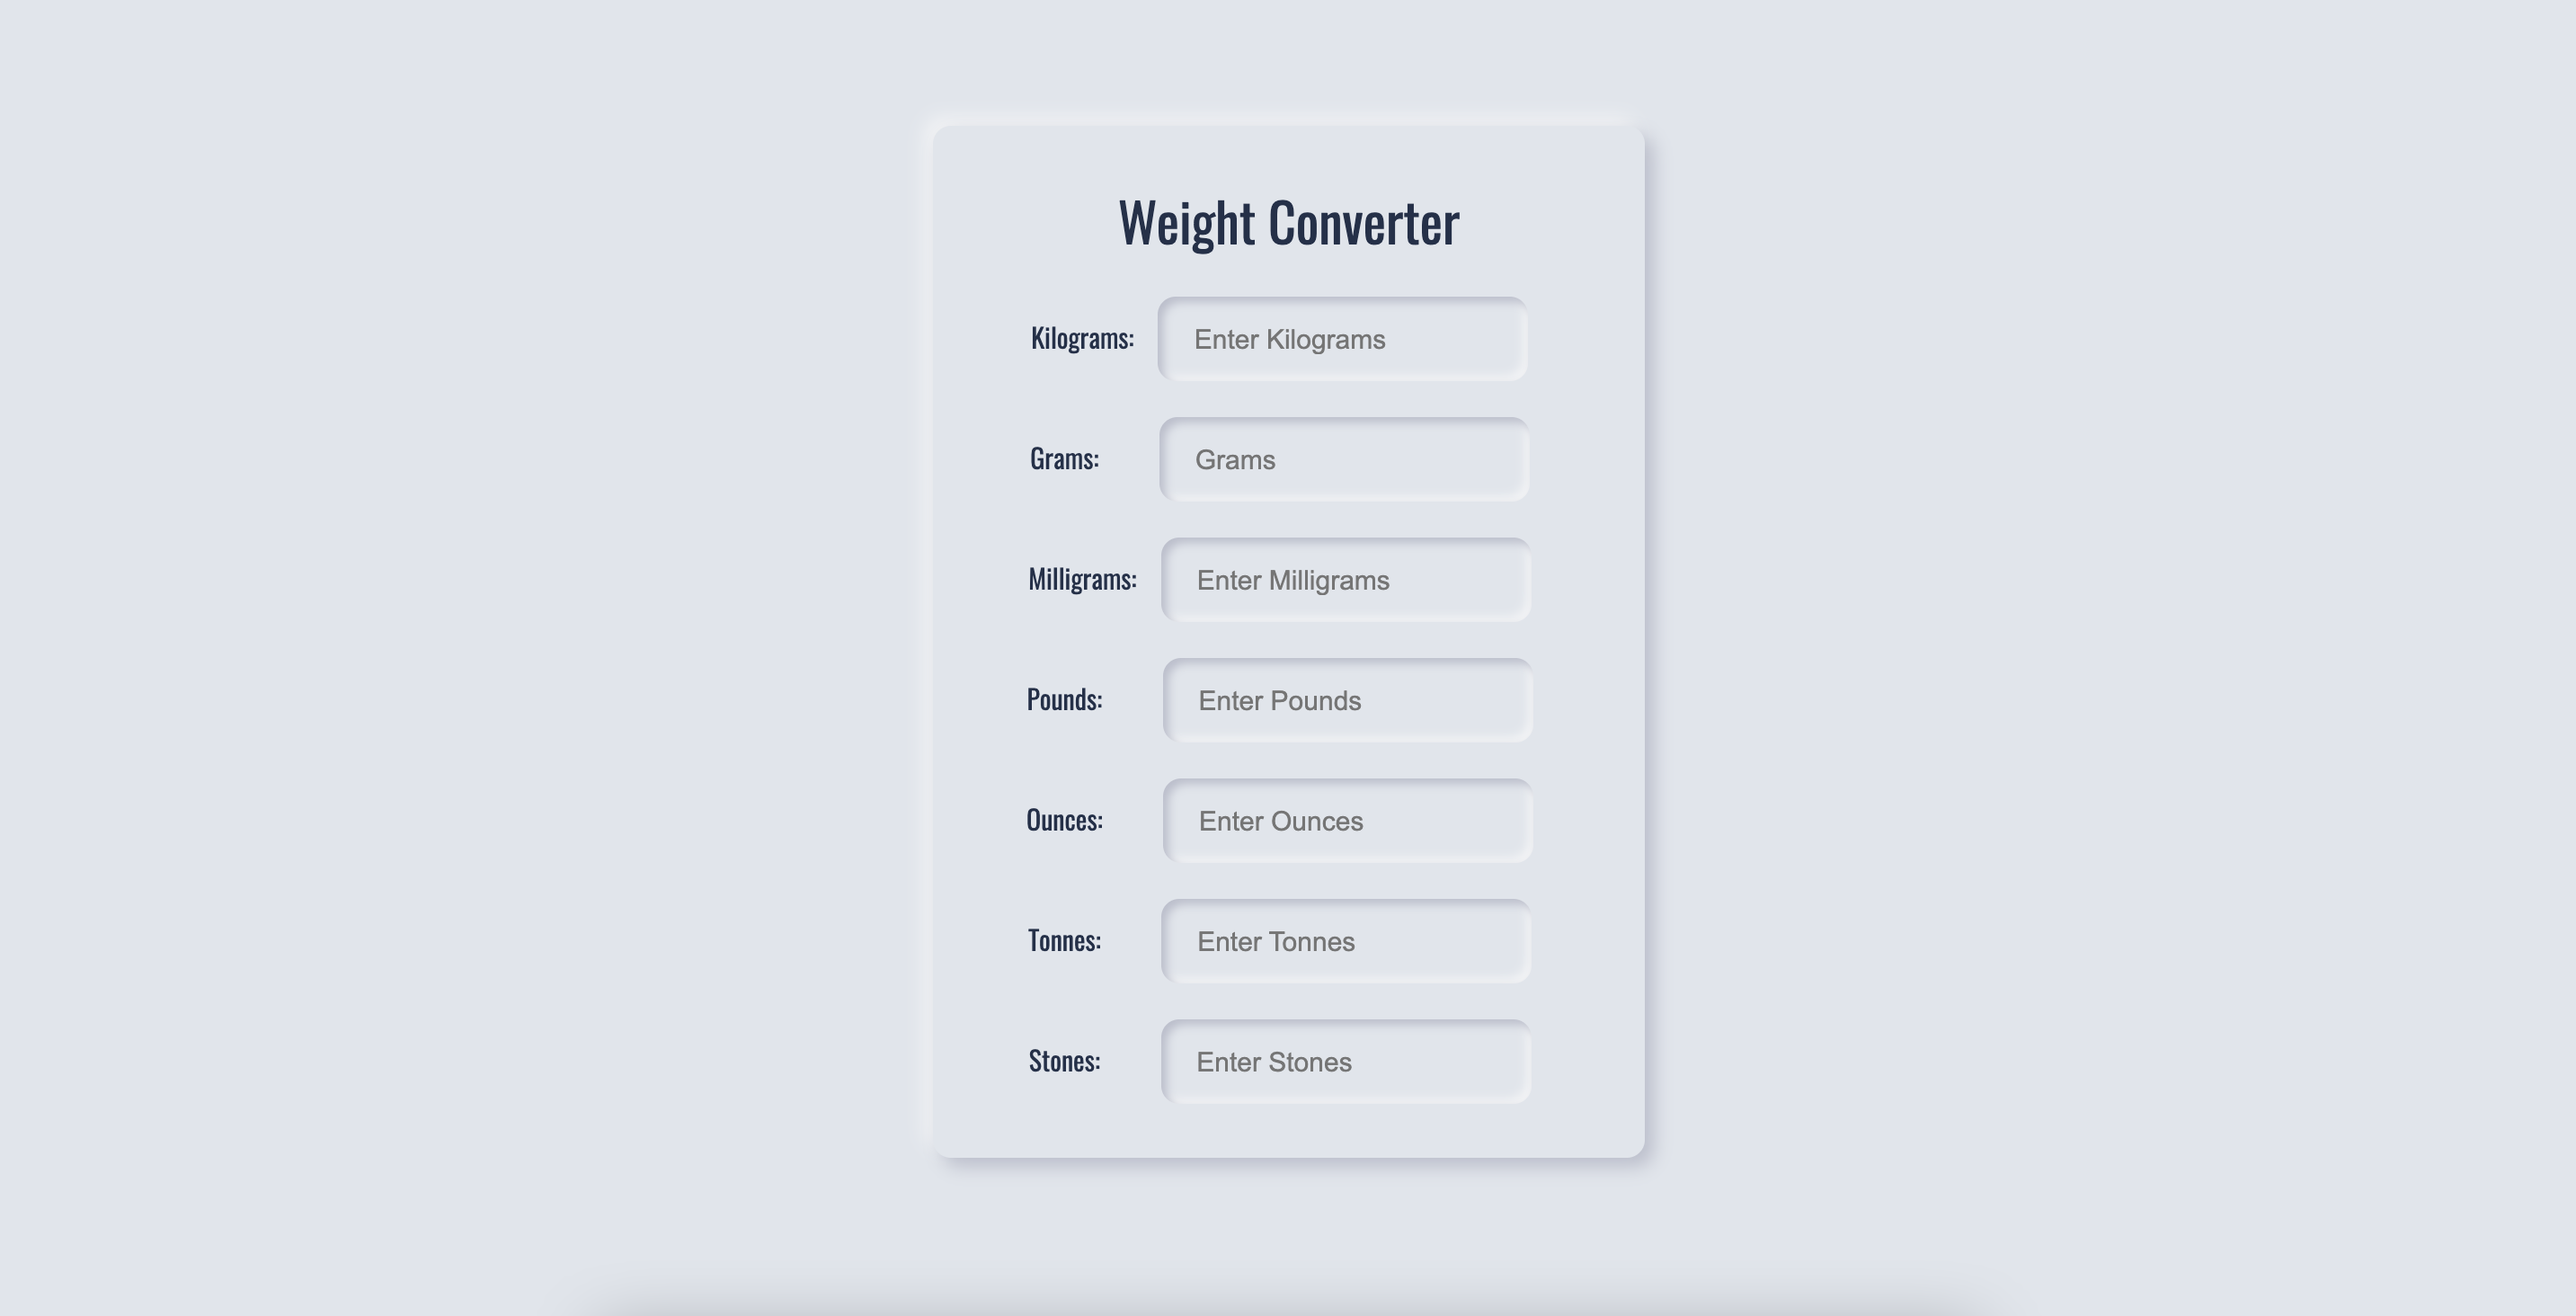 Weight Converter
Kilograms: Enter Kilograms
Grams: Grams
Milligrams: Enter Milligrams
Pounds: Enter Pounds
Ounces: Enter Ounces
Tonnes: Enter Tonnes
Stones: Enter Stones